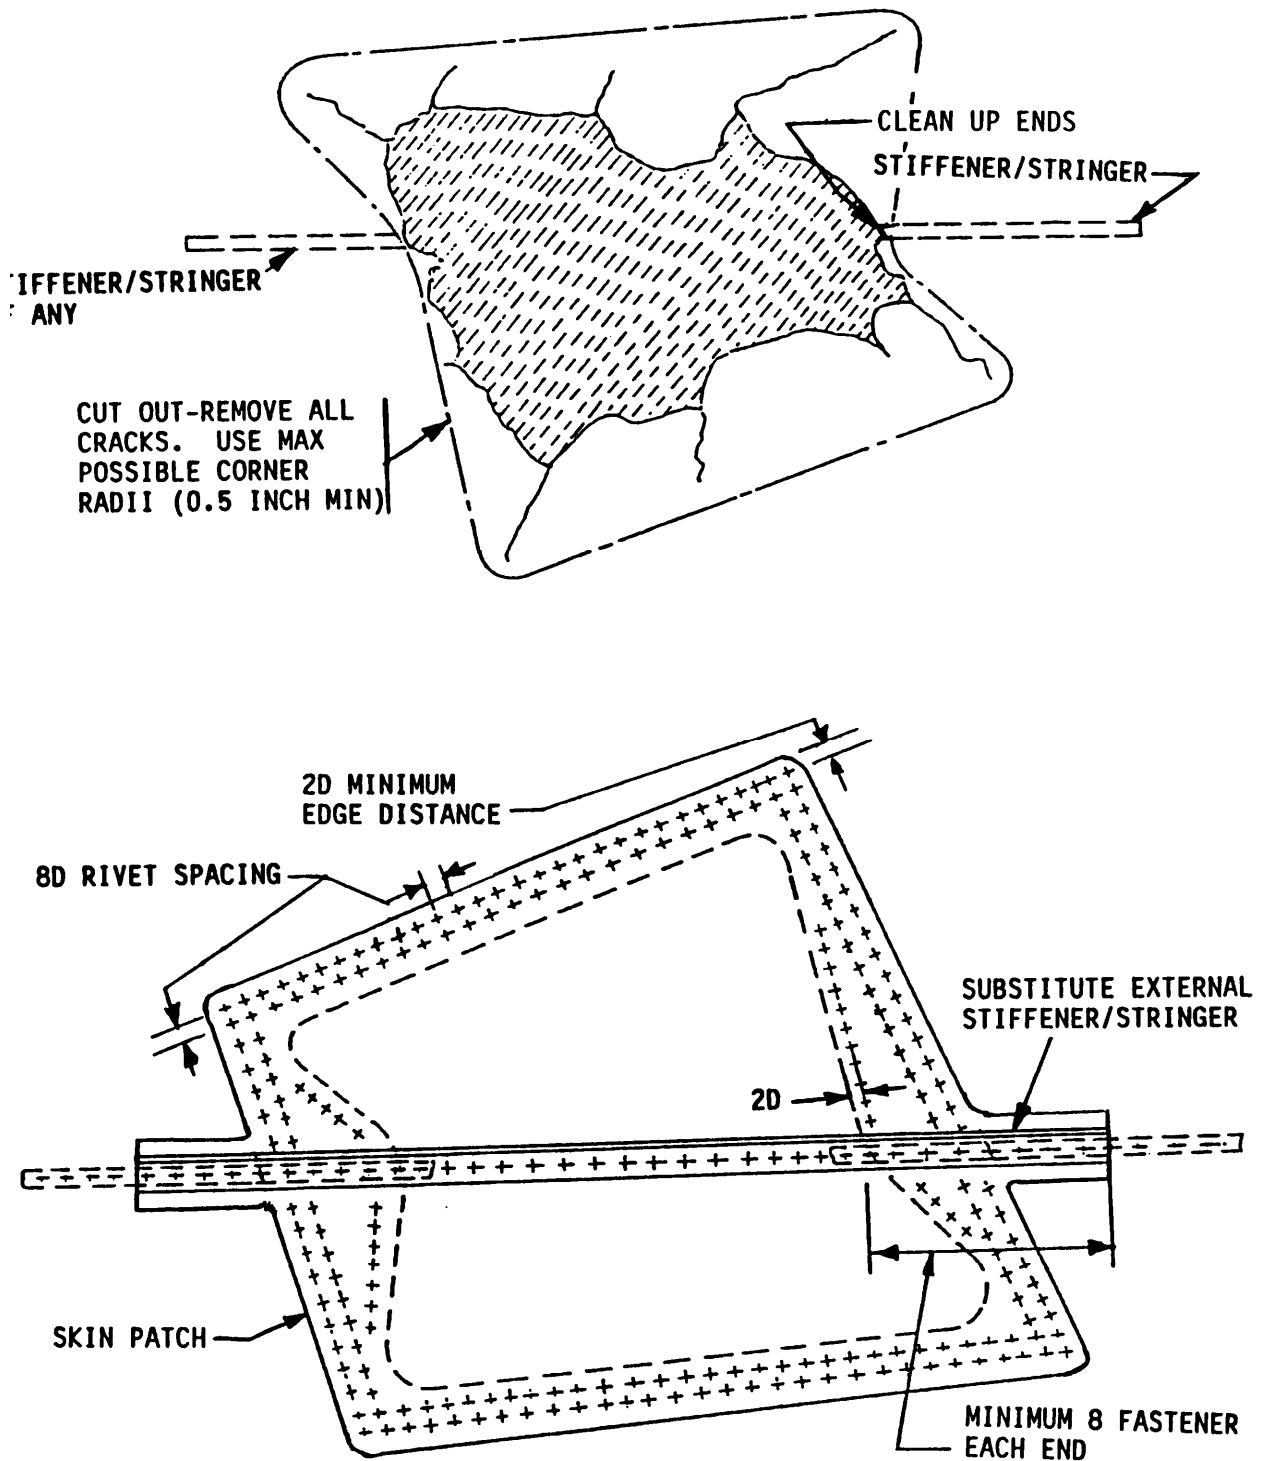 CLEAN UP ENDS
STIFFENER/STRINGER
TIFFENER/STRINGER
F ANY
CUT OUT-REMOVE ALL
CRACKS. USE MAX
POSSIBLE CORNER
RADII (0.5 INCH MIN)
2D MINIMUM
EDGE DISTANCE
8D RIVET SPACING
SUBSTITUTE EXTERNAL
STIFFENER/STRINGER
2D
SKIN PATCH
MINIMUM 8 FASTENER
EACH END